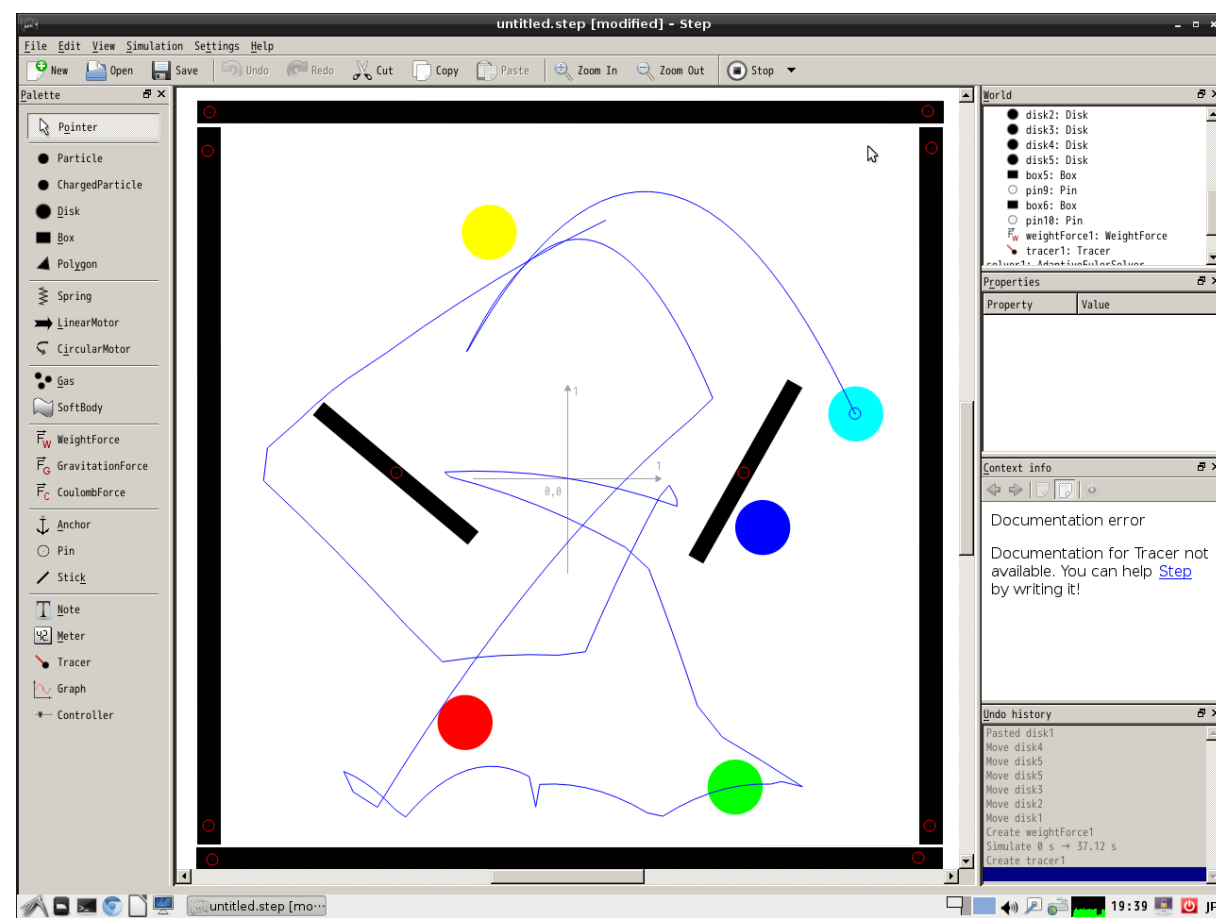 untitled.step [modified] – Step
File Edit View Simulation Settings Help
New Open Save Undo Redo Cut Copy Paste Zoom In Zoom Out Stop
Palette
Pointer
Particle
ChargedParticle
Disk
Box
Polygon
Spring
LinearMotor
CircularMotor
Gas
SoftBody
WeightForce
GravitationForce
CoulombForce
Anchor
Pin
Stick
Note
Meter
Tracer
Graph
Controller
1
1
0,0
World
disk2: Disk
disk3: Disk
disk4: Disk
disk5: Disk
box5: Box
pin9: Pin
box6: Box
pin10: Pin
weightForce1: WeightForce
tracer1: Tracer
solver1: AdaptiveEulerSolver
Properties
Property Value
Context info
Documentation error
Documentation for Tracer not
available. You can help Step
by writing it!
Undo history
Pasted disk1
Move disk4
Move disk5
Move disk5
Move disk3
Move disk2
Move disk1
Create weightForce1
Simulate 0 s → 37.12 s
Create tracer1
untitled.step [mo⋯
19:39
JP